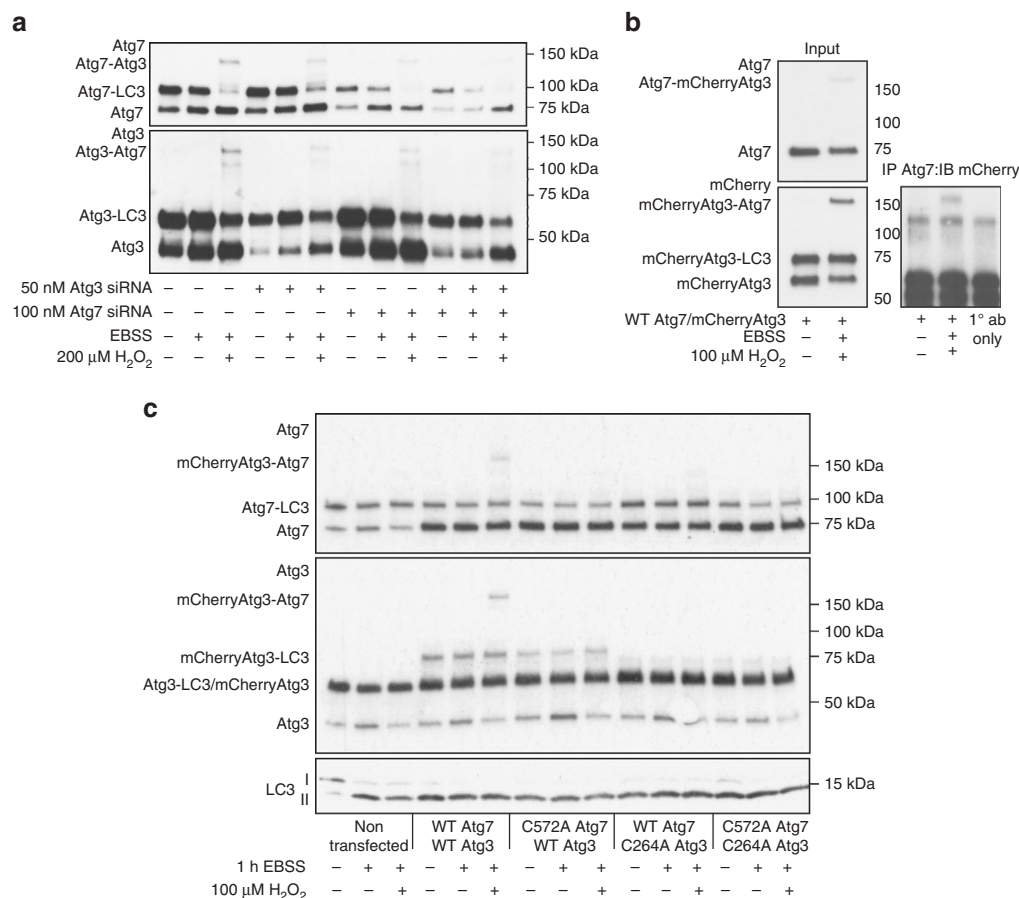 a
Atg7
Atg7-Atg3
Atg7-LC3
Atg7
150 kDa
100 kDa
75 kDa
Atg3
Atg3-Atg7
Atg3-LC3
Atg3
150 kDa
100 kDa
75 kDa
50 kDa
50 nM Atg3 siRNA – – – + + + – – – + + +
100 nM Atg7 siRNA – – – – – – + + + + + +
EBSS – + + – + + – + + – + +
200 µM H₂O₂ – – + – – + – – + – – +
b
Input
Atg7
Atg7-mCherryAtg3
Atg7
150
100
75
mCherry
IP Atg7:IB mCherry
mCherryAtg3-Atg7
mCherryAtg3-LC3
mCherryAtg3
150
100
75
50
WT Atg7/mCherryAtg3 + + + + 1° ab
EBSS – + – + only
100 µM H₂O₂ – + – +
c
Atg7
mCherryAtg3-Atg7
Atg7-LC3
Atg7
150 kDa
100 kDa
75 kDa
Atg3
mCherryAtg3-Atg7
mCherryAtg3-LC3
Atg3-LC3/mCherryAtg3
Atg3
150 kDa
100 kDa
75 kDa
50 kDa
LC3 I
II
15 kDa
Non WT Atg7 C572A Atg7 WT Atg7 C572A Atg7
transfected WT Atg3 WT Atg3 C264A Atg3 C264A Atg3
1 h EBSS – + + – + + – + + – + + – + +
100 µM H₂O₂ – – + – – + – – + – – + – – +